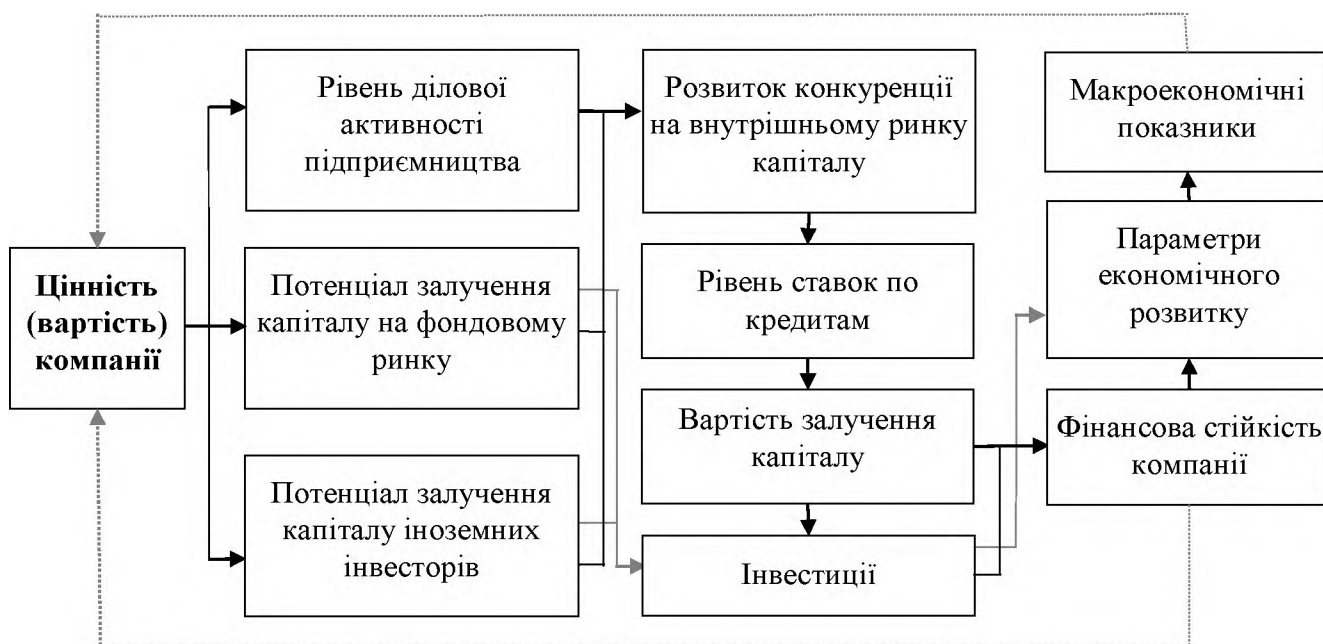 Цінність
(вартість)
компанії
Рівень ділової
активності
підприємництва
Потенціал залучення
капіталу на фондовому
ринку
Потенціал залучення
капіталу іноземних
інвесторів
Розвиток конкуренції
на внутрішньому ринку
капіталу
Рівень ставок по
кредитам
Вартість залучення
капіталу
Інвестиції
Макроекономічні
показники
Параметри
економічного
розвитку
Фінансова стійкість
компанії